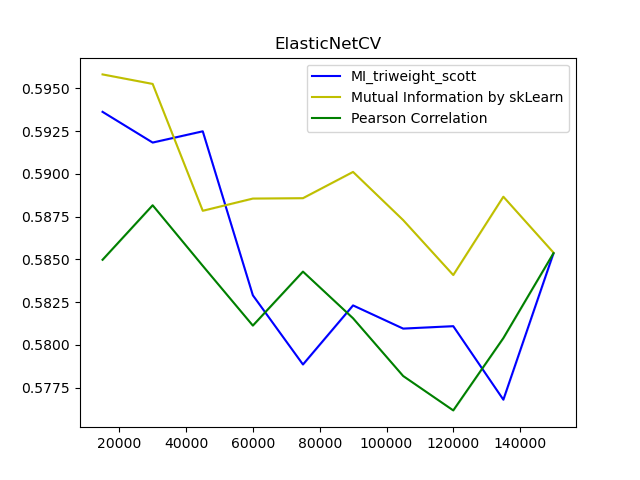 ElasticNetCV
MI_triweight_scott
Mutual Information by skLearn
Pearson Correlation
0.5950
0.5925
0.5900
0.5875
0.5850
0.5825
0.5800
0.5775
20000 40000 60000 80000 100000 120000 140000